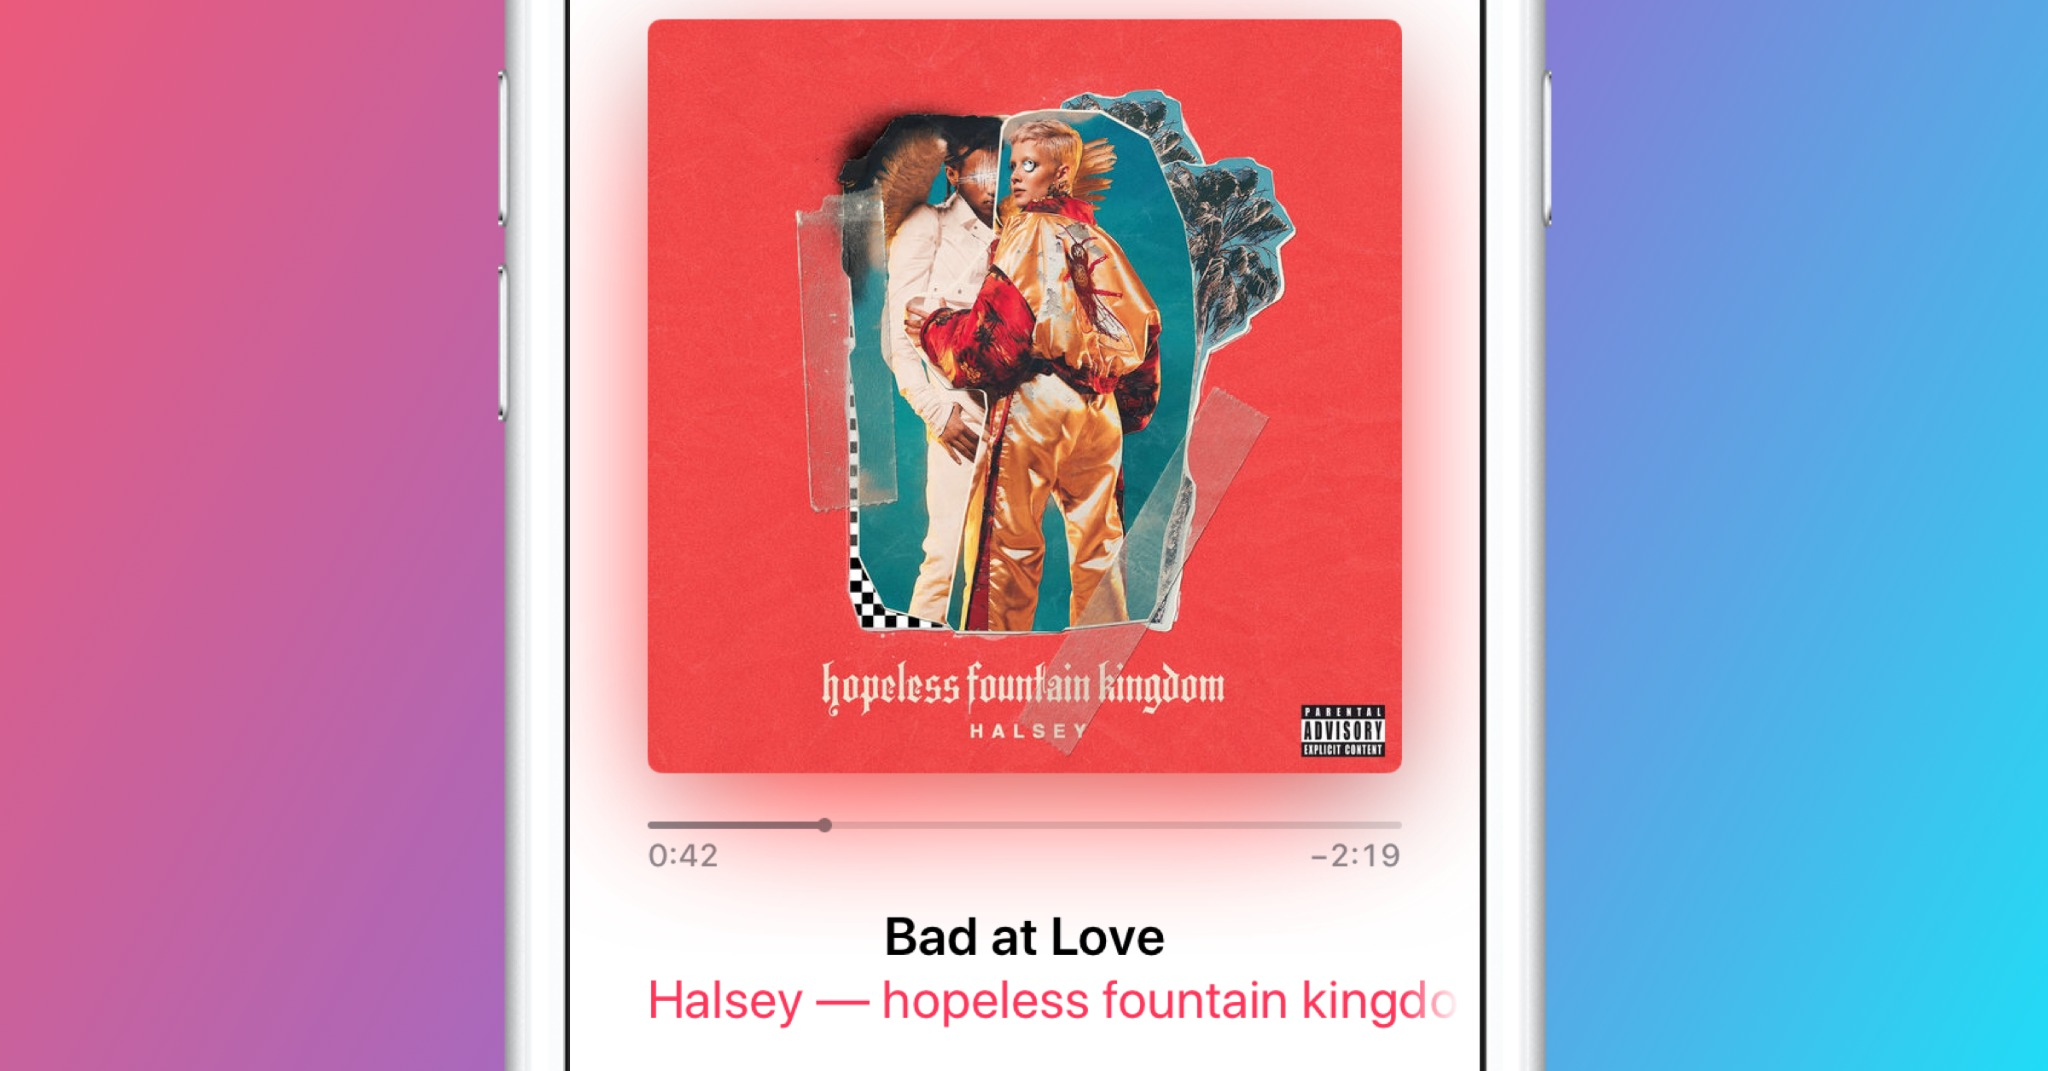 hopeless fountain kingdom
HALSEY
PARENTAL
ADVISORY
EXPLICIT CONTENT
0:42
−2:19
Bad at Love
Halsey — hopeless fountain kingdo